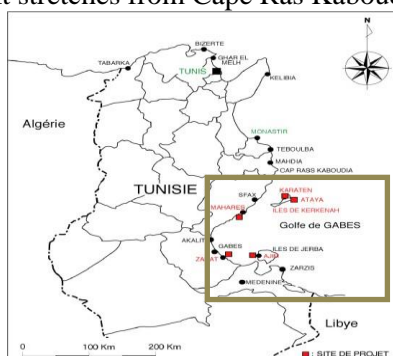 t stretches from Cape Ras Kaboud
N
BIZERTE
GHAR EL
MELH
TABARKA
TUNIS
KELIBIA
Algérie
MONASTIR
TEBOULBA
MAHDIA
CAP RASS KABOUDIA
TUNISIE
KARATEN
SFAX
ATAYA
MAHARES
ILES DE KERKENAH
Golfe de GABES
AKALIT
GABES
ILES DE JERBA
ZARAT
AJIM
ZARZIS
MEDENINE
Libye
0
100 Km
200 Km
: SITE DE PROJET